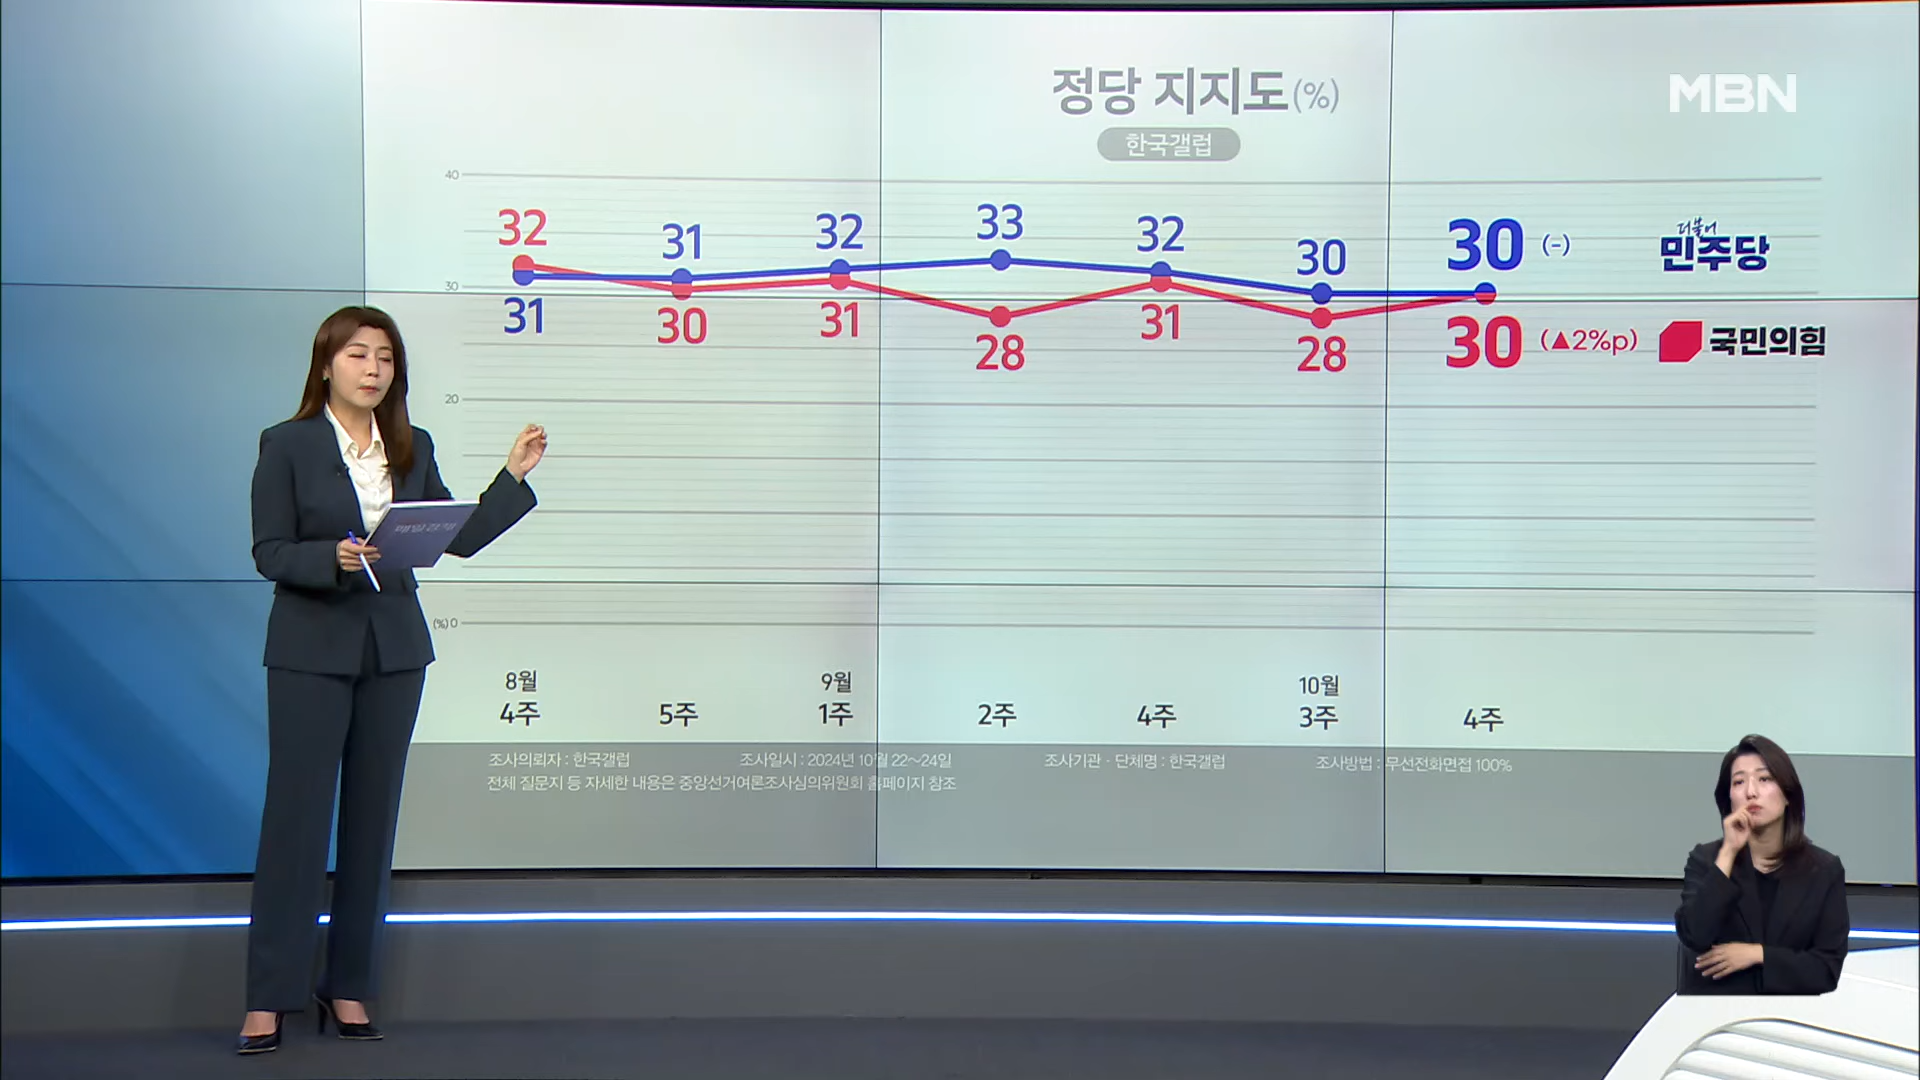 정당 지지도(%)
MBN
한국갤럽
40
32 31 32 33 32 30 30 (-) 더불어 민주당
30
31 30 31 28 31 28 30 (▲2%p) 국민의힘
20
(%) 0
8월 9월 10월
4주 5주 1주 2주 4주 3주 4주
조사의뢰자 : 한국갤럽 조사일시 : 2024년 10월 22~24일 조사기관 · 단체명 : 한국갤럽 조사방법 : 무선전화면접 100%
전체 질문지 등 자세한 내용은 중앙선거여론조사심의위원회 홈페이지 참조